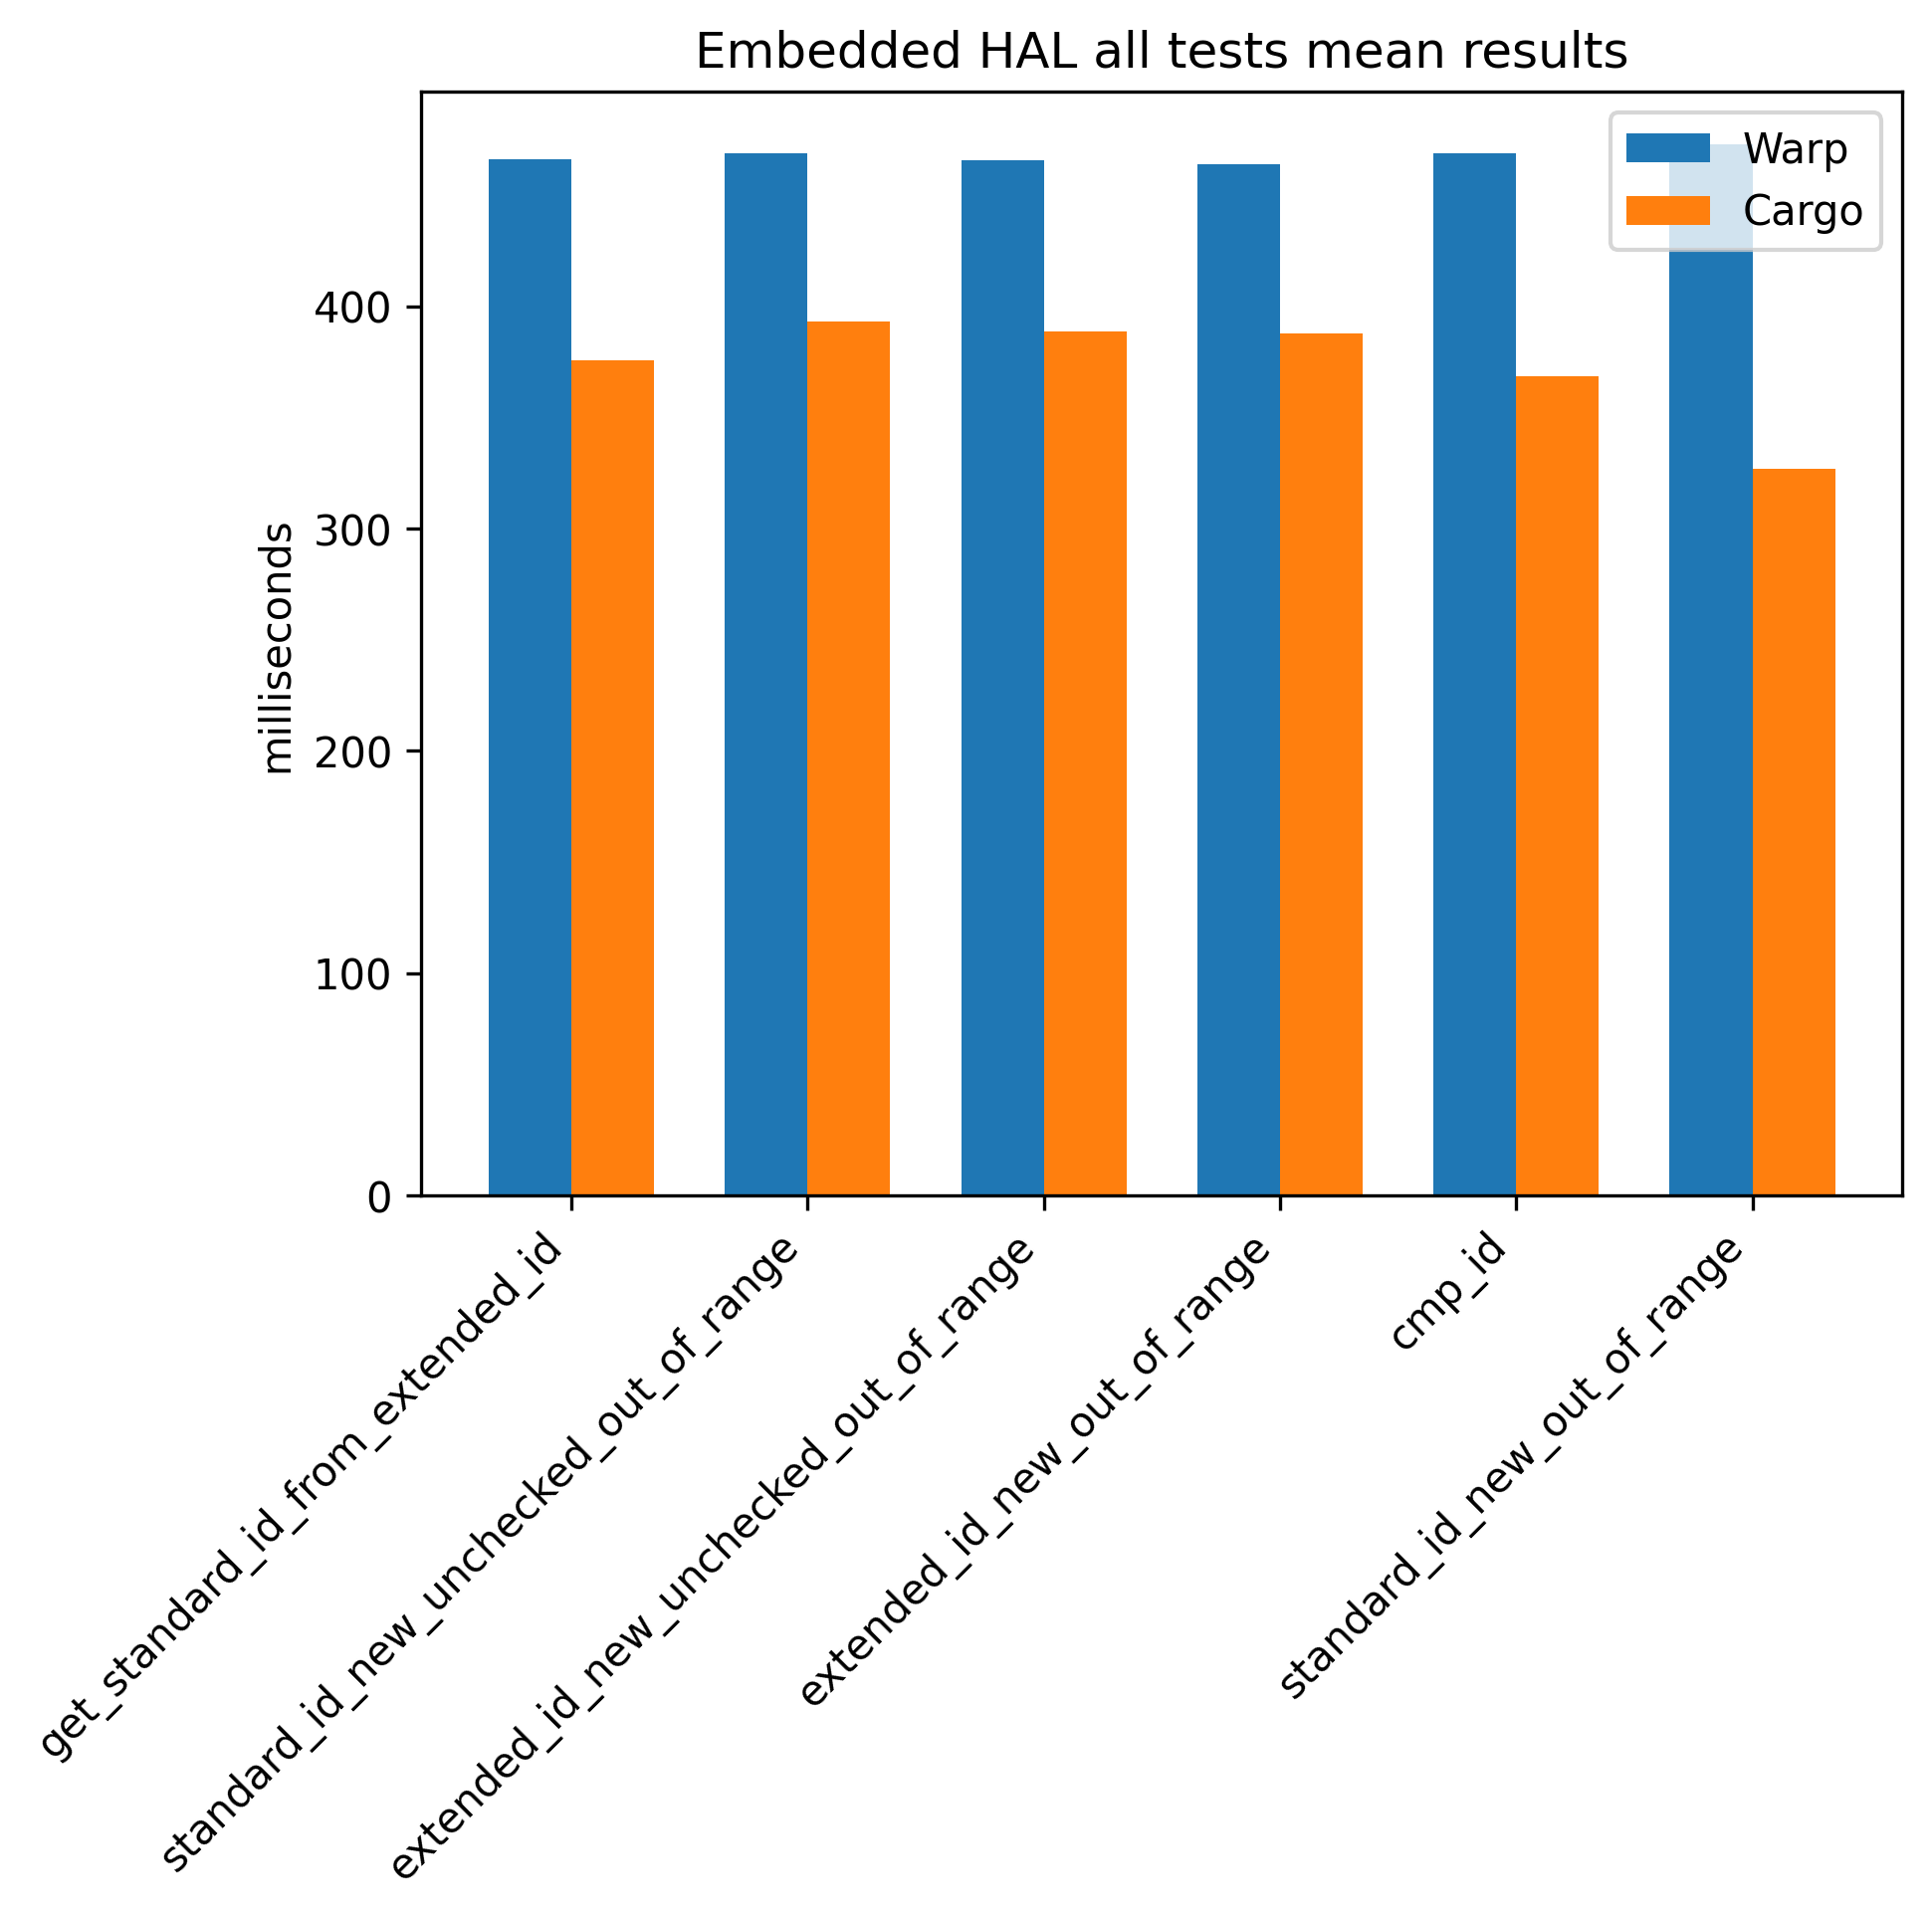 Embedded HAL all tests mean results
Warp
Cargo
milliseconds
400
300
200
100
0
get_standard_id_from_extended_id
standard_id_new_unchecked_out_of_range
extended_id_new_unchecked_out_of_range
extended_id_new_out_of_range
cmp_id
standard_id_new_out_of_range